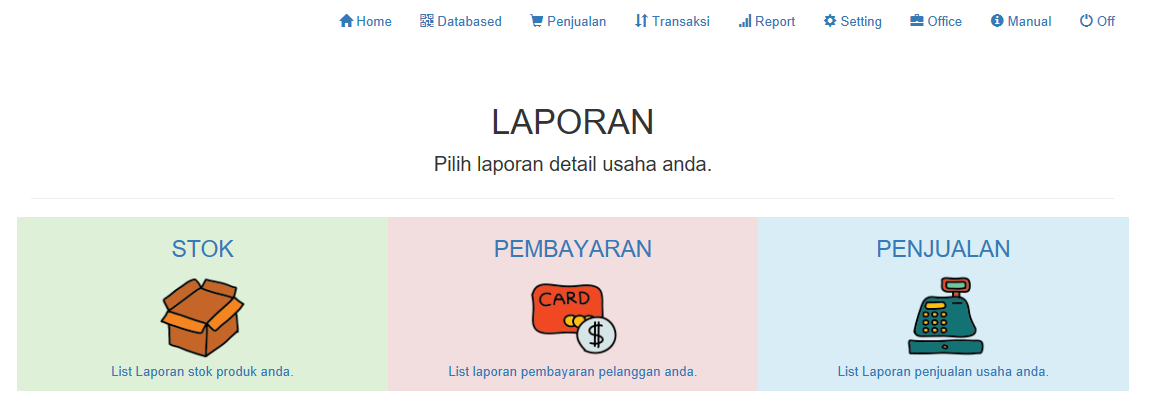 Home Databased Penjualan Transaksi Report Setting Office Manual Off
LAPORAN
Pilih laporan detail usaha anda.
STOK
List Laporan stok produk anda.
PEMBAYARAN
CARD
$
List laporan pembayaran pelanggan anda.
PENJUALAN
List Laporan penjualan usaha anda.